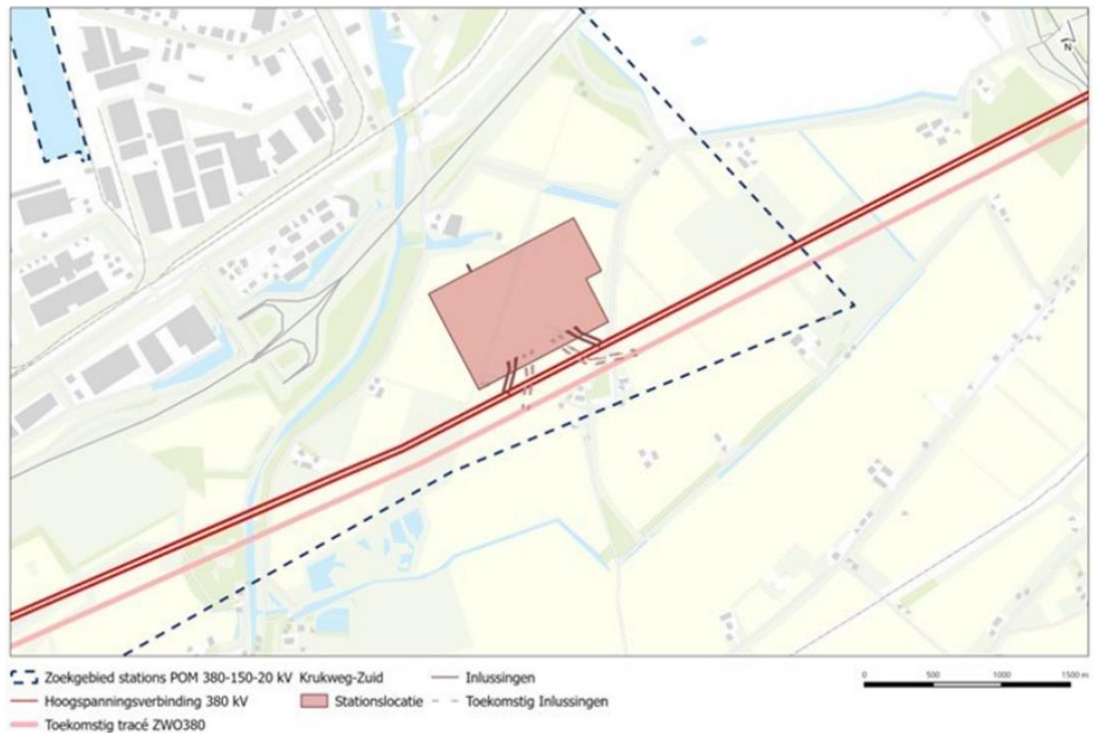 N
Zoekgebied stations POM 380-150-20 kV Krukweg-Zuid
Inlussingen
0 500 1000 1500 m
Hoogspanningsverbinding 380 kV
Stationslocatie
Toekomstig Inlussingen
Toekomstig tracé ZWO380